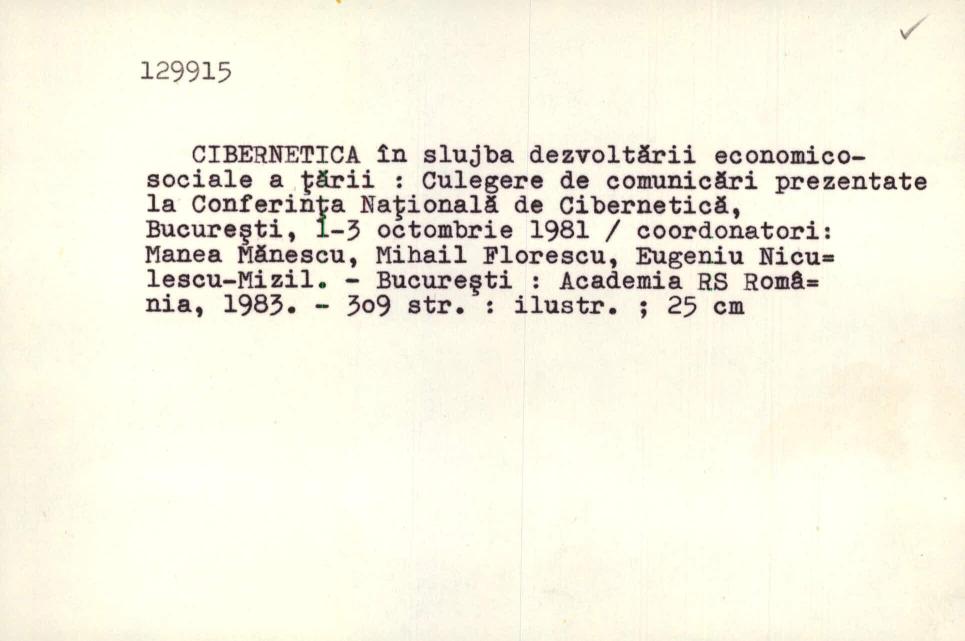 129915
CIBERNETICA în slujba dezvoltării economico-
sociale a ţării : Culegere de comunicări prezentate
la Conferinţa Naţională de Cibernetică,
Bucureşti, 1-3 octombrie 1981 / coordonatori:
Manea Mănescu, Mihail Florescu, Eugeniu Nicu=
lescu-Mizil. - Bucureşti : Academia RS Româ=
nia, 1983. - 3o9 str. : ilustr. ; 25 cm